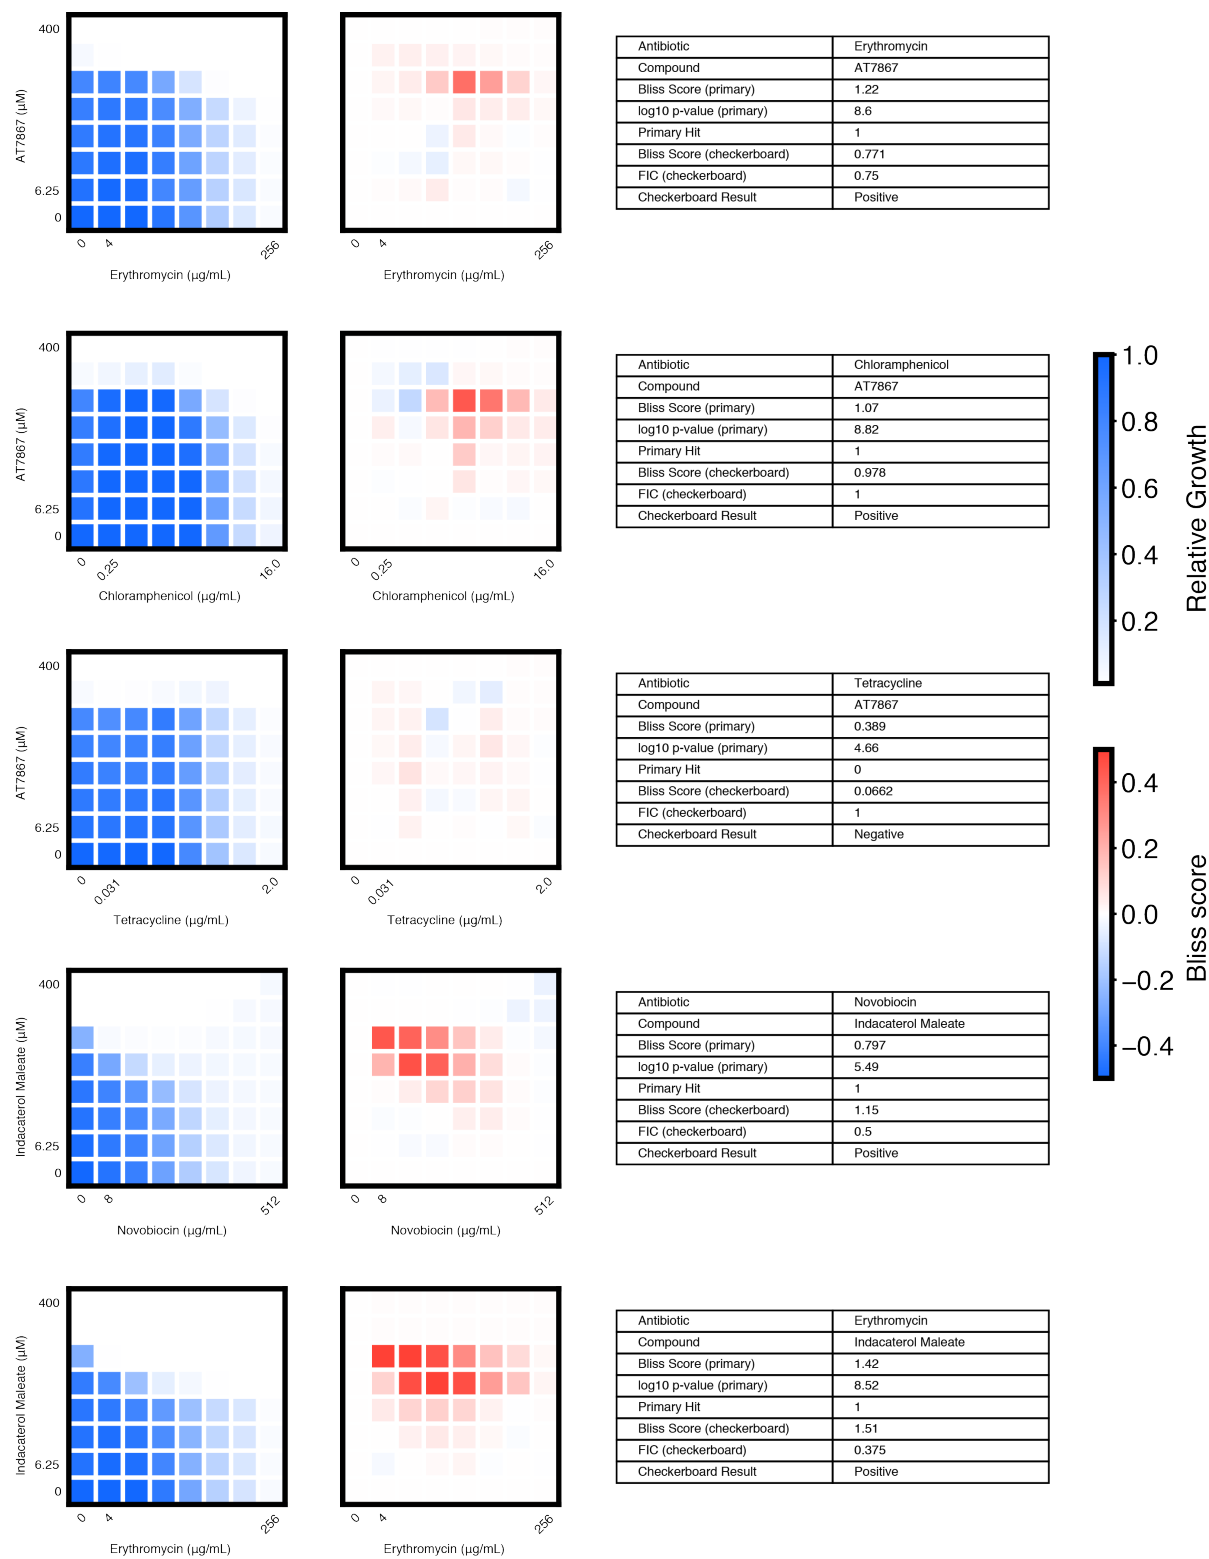 400
AT7867 (µM)
6.25
0
0
4
256
Erythromycin (µg/mL)
0
4
256
Erythromycin (µg/mL)
Antibiotic Erythromycin
Compound AT7867
Bliss Score (primary) 1.22
log10 p-value (primary) 8.6
Primary Hit 1
Bliss Score (checkerboard) 0.771
FIC (checkerboard) 0.75
Checkerboard Result Positive
400
AT7867 (µM)
6.25
0
0
0.25
16.0
Chloramphenicol (µg/mL)
0
0.25
16.0
Chloramphenicol (µg/mL)
Antibiotic Chloramphenicol
Compound AT7867
Bliss Score (primary) 1.07
log10 p-value (primary) 8.82
Primary Hit 1
Bliss Score (checkerboard) 0.978
FIC (checkerboard) 1
Checkerboard Result Positive
1.0
0.8
0.6
0.4
0.2
Relative Growth
400
AT7867 (µM)
6.25
0
0
0.031
2.0
Tetracycline (µg/mL)
0
0.031
2.0
Tetracycline (µg/mL)
Antibiotic Tetracycline
Compound AT7867
Bliss Score (primary) 0.389
log10 p-value (primary) 4.66
Primary Hit 0
Bliss Score (checkerboard) 0.0662
FIC (checkerboard) 1
Checkerboard Result Negative
0.4
0.2
0.0
−0.2
−0.4
Bliss score
400
Indacaterol Maleate (µM)
6.25
0
0
8
512
Novobiocin (µg/mL)
0
8
512
Novobiocin (µg/mL)
Antibiotic Novobiocin
Compound Indacaterol Maleate
Bliss Score (primary) 0.797
log10 p-value (primary) 5.49
Primary Hit 1
Bliss Score (checkerboard) 1.15
FIC (checkerboard) 0.5
Checkerboard Result Positive
400
Indacaterol Maleate (µM)
6.25
0
0
4
256
Erythromycin (µg/mL)
0
4
256
Erythromycin (µg/mL)
Antibiotic Erythromycin
Compound Indacaterol Maleate
Bliss Score (primary) 1.42
log10 p-value (primary) 8.52
Primary Hit 1
Bliss Score (checkerboard) 1.51
FIC (checkerboard) 0.375
Checkerboard Result Positive